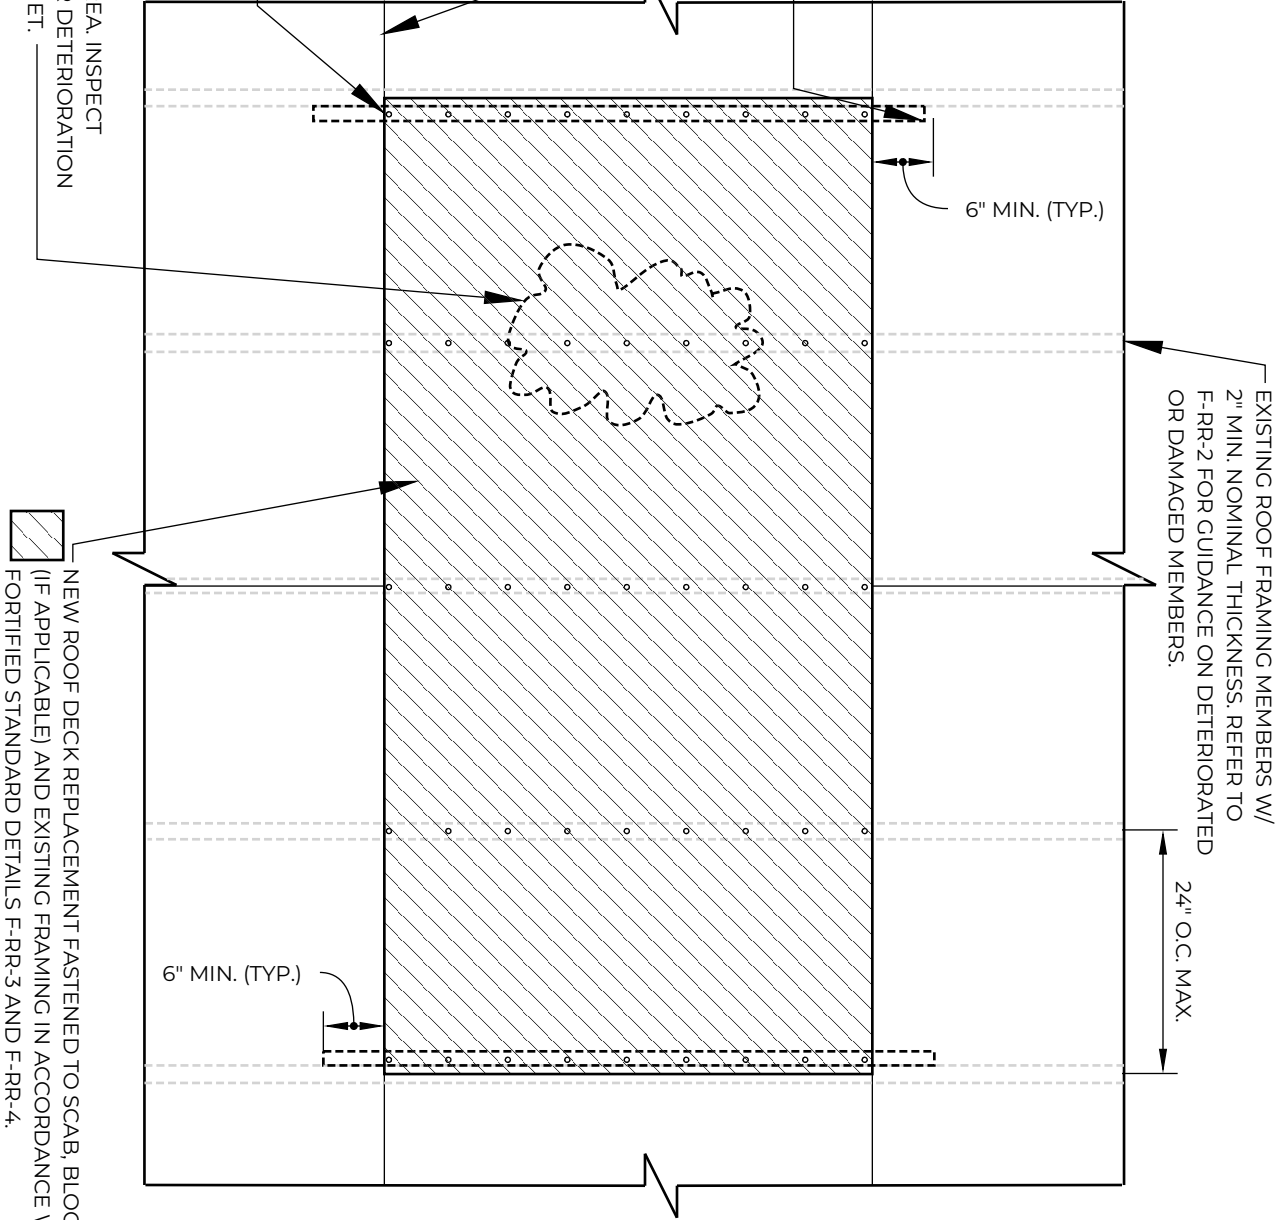 EA. INSPECT
DETERIORATION
ET.
6" MIN. (TYP.)
EXISTING ROOF FRAMING MEMBERS W/
2" MIN. NOMINAL THICKNESS. REFER TO
F-RR-2 FOR GUIDANCE ON DETERIORATED
OR DAMAGED MEMBERS.
24" O.C. MAX.
6" MIN. (TYP.)
NEW ROOF DECK REPLACEMENT FASTENED TO SCAB, BLOC
(IF APPLICABLE) AND EXISTING FRAMING IN ACCORDANCE
FORTIFIED STANDARD DETAILS F-RR-3 AND F-RR-4.